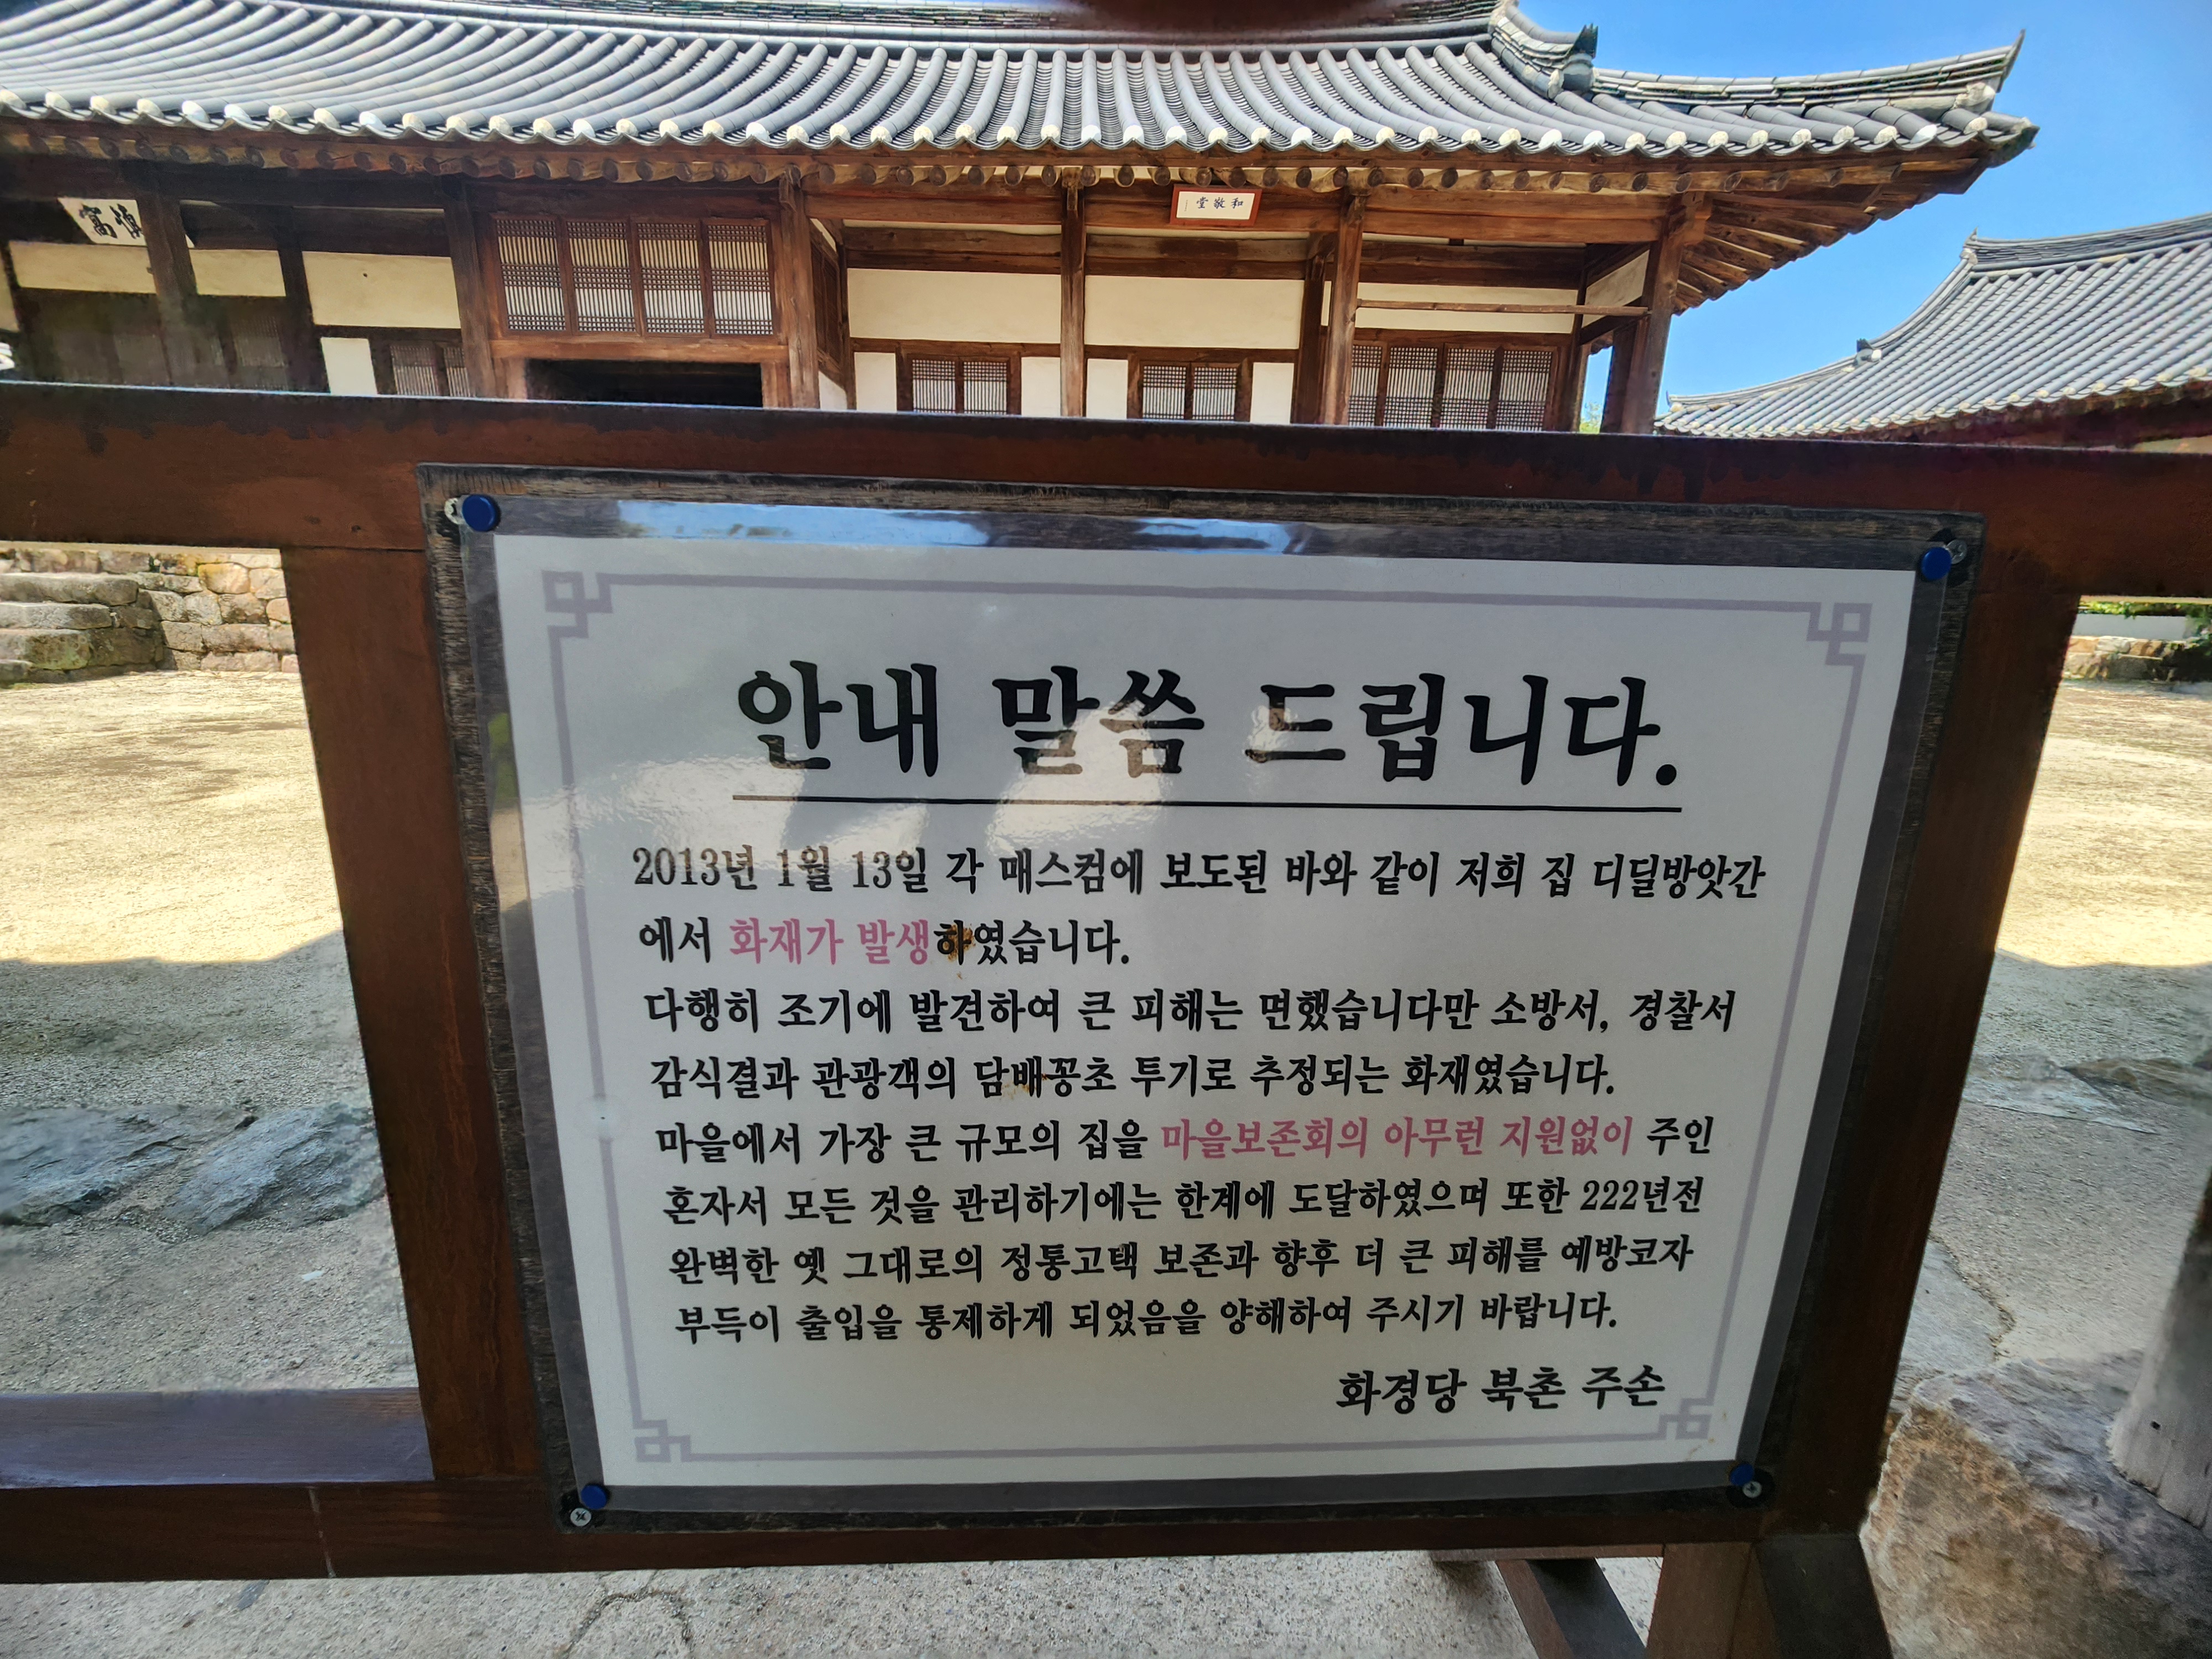 和敬堂
안내 말씀 드립니다.
2013년 1월 13일 각 매스컴에 보도된 바와 같이 저희 집 디딜방앗간
에서 화재가 발생하였습니다.
다행히 조기에 발견하여 큰 피해는 면했습니다만 소방서, 경찰서
감식결과 관광객의 담배꽁초 투기로 추정되는 화재였습니다.
마을에서 가장 큰 규모의 집을 마을보존회의 아무런 지원없이 주인
혼자서 모든 것을 관리하기에는 한계에 도달하였으며 또한 222년전
완벽한 옛 그대로의 정통고택 보존과 향후 더 큰 피해를 예방코자
부득이 출입을 통제하게 되었음을 양해하여 주시기 바랍니다.
화경당 북촌 주손